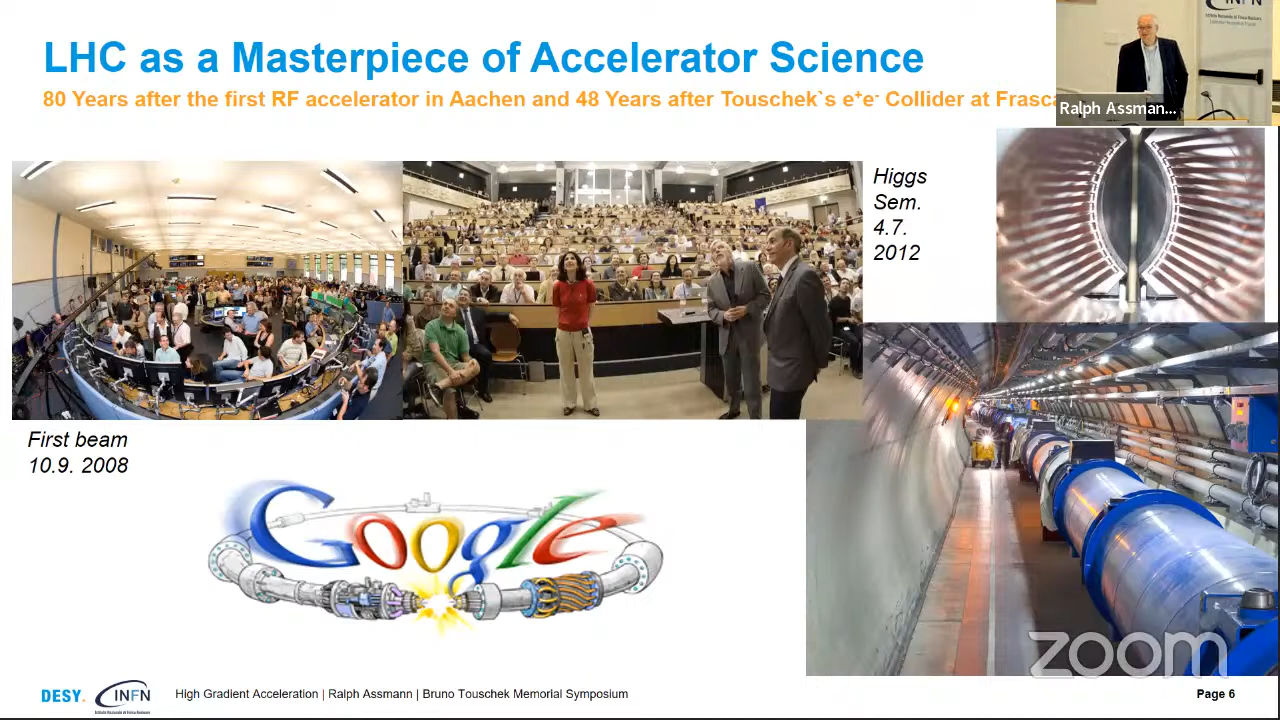 LHC as a Masterpiece of Accelerator Science
80 Years after the first RF accelerator in Aachen and 48 Years after Touschek`s e⁺e⁻ Collider at
INFN
Ralph Assman...
Higgs
Sem.
4.7.
2012
First beam
10.9. 2008
Google
zoom
DESY.
INFN
High Gradient Acceleration | Ralph Assmann | Bruno Touschek Memorial Symposium
Page 6